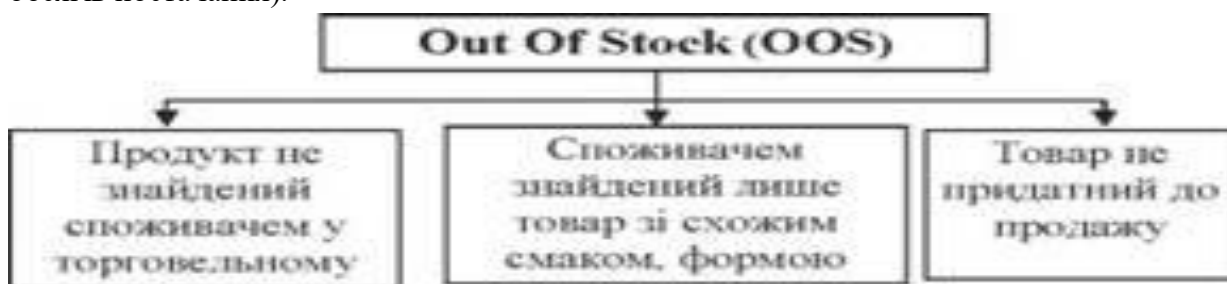 постачання).
Out Of Stock (OOS)
Продукт не
знайдений
споживачем у
торговельному
Споживачем
знайдений лише
товар зі схожим
смаком, формою
Товар не
придатний до
продажу